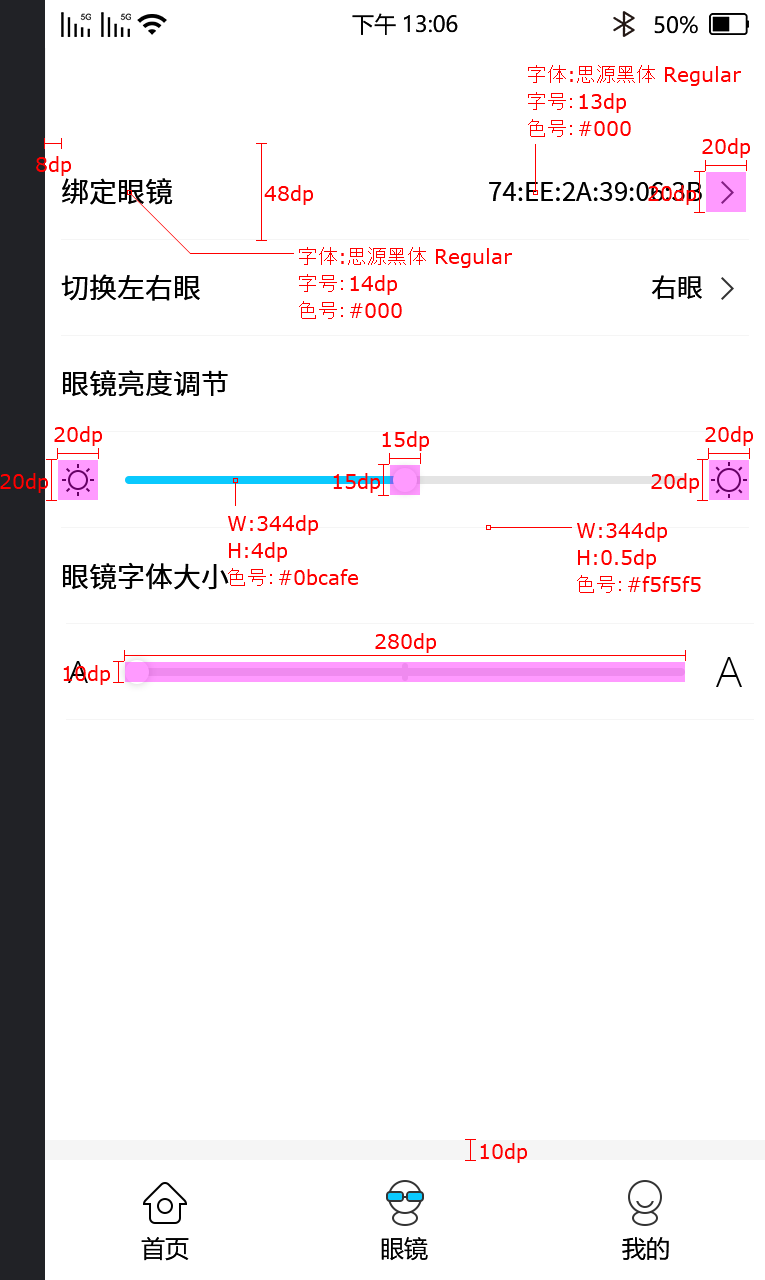 5G 5G 下午 13:06 50%
字体:思源黑体 Regular
字号: 13dp
色号: #000
20dp
8dp
绑定眼镜 48dp 74:EE:2A:39:06:3B 20dp
字体:思源黑体 Regular
字号: 14dp
色号: #000
切换左右眼 右眼
眼镜亮度调节
20dp 15dp 20dp
20dp 15dp 20dp
W:344dp
H:4dp
色号: #0bcafe
W:344dp
H:0.5dp
色号: #f5f5f5
眼镜字体大小
280dp
A 10dp A
10dp
首页 眼镜 我的